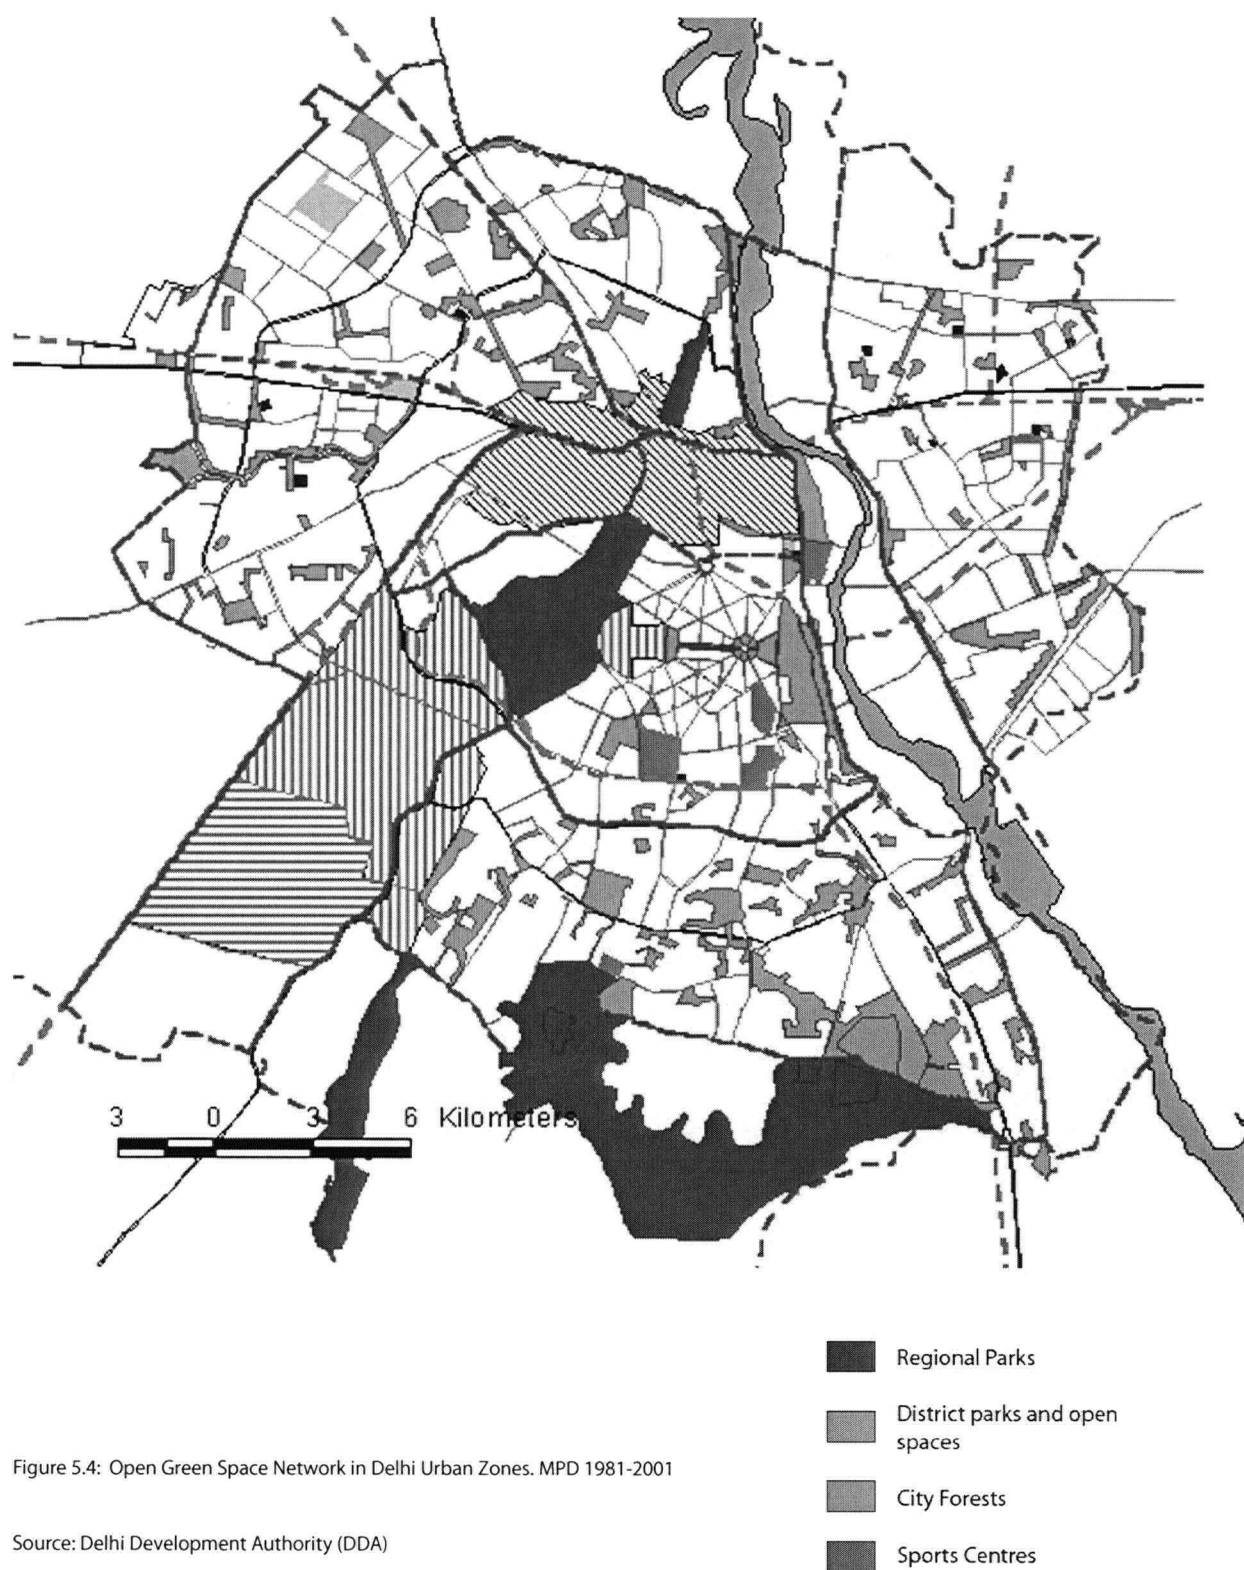 3 0 3 6 Kilometers
Regional Parks
District parks and open
spaces
City Forests
Sports Centres
Figure 5.4: Open Green Space Network in Delhi Urban Zones. MPD 1981-2001
Source: Delhi Development Authority (DDA)